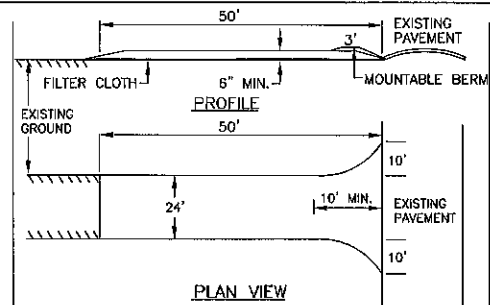 50'
EXISTING
PAVEMENT
3'
FILTER CLOTH
6" MIN.
MOUNTABLE BERM
PROFILE
EXISTING
GROUND
50'
10'
10' MIN.
EXISTING
PAVEMENT
24'
10'
PLAN VIEW